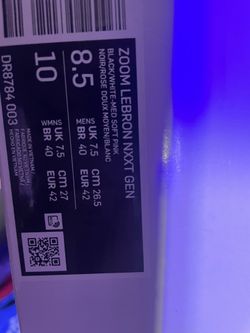 ZOOM LEBRON NXXT GEN
BLACK/WHITE-MED SOFT PINK
NOIR/ROSE DOUX MOYEN/BLANC
MENS
8.5
UK 7.5
BR 40
CM 26.5
EUR 42
WMNS
10
UK 7.5
BR 40
CM 27
EUR 42
DR8784 003
MADE IN VIETNAM